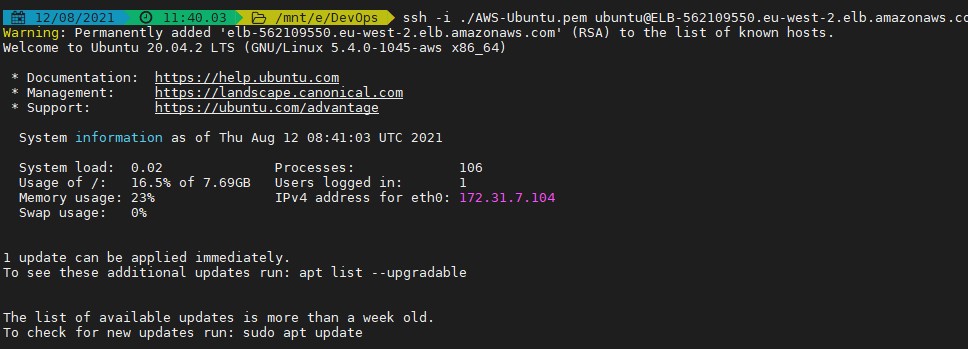 12/08/2021 11:40.03 /mnt/e/DevOps ssh -i ./AWS-Ubuntu.pem ubuntu@ELB-562109550.eu-west-2.elb.amazonaws.co
Warning: Permanently added 'elb-562109550.eu-west-2.elb.amazonaws.com' (RSA) to the list of known hosts.
Welcome to Ubuntu 20.04.2 LTS (GNU/Linux 5.4.0-1045-aws x86_64)
* Documentation: https://help.ubuntu.com
* Management: https://landscape.canonical.com
* Support: https://ubuntu.com/advantage
System information as of Thu Aug 12 08:41:03 UTC 2021
System load: 0.02 Processes: 106
Usage of /: 16.5% of 7.69GB Users logged in: 1
Memory usage: 23% IPv4 address for eth0: 172.31.7.104
Swap usage: 0%
1 update can be applied immediately.
To see these additional updates run: apt list --upgradable
The list of available updates is more than a week old.
To check for new updates run: sudo apt update